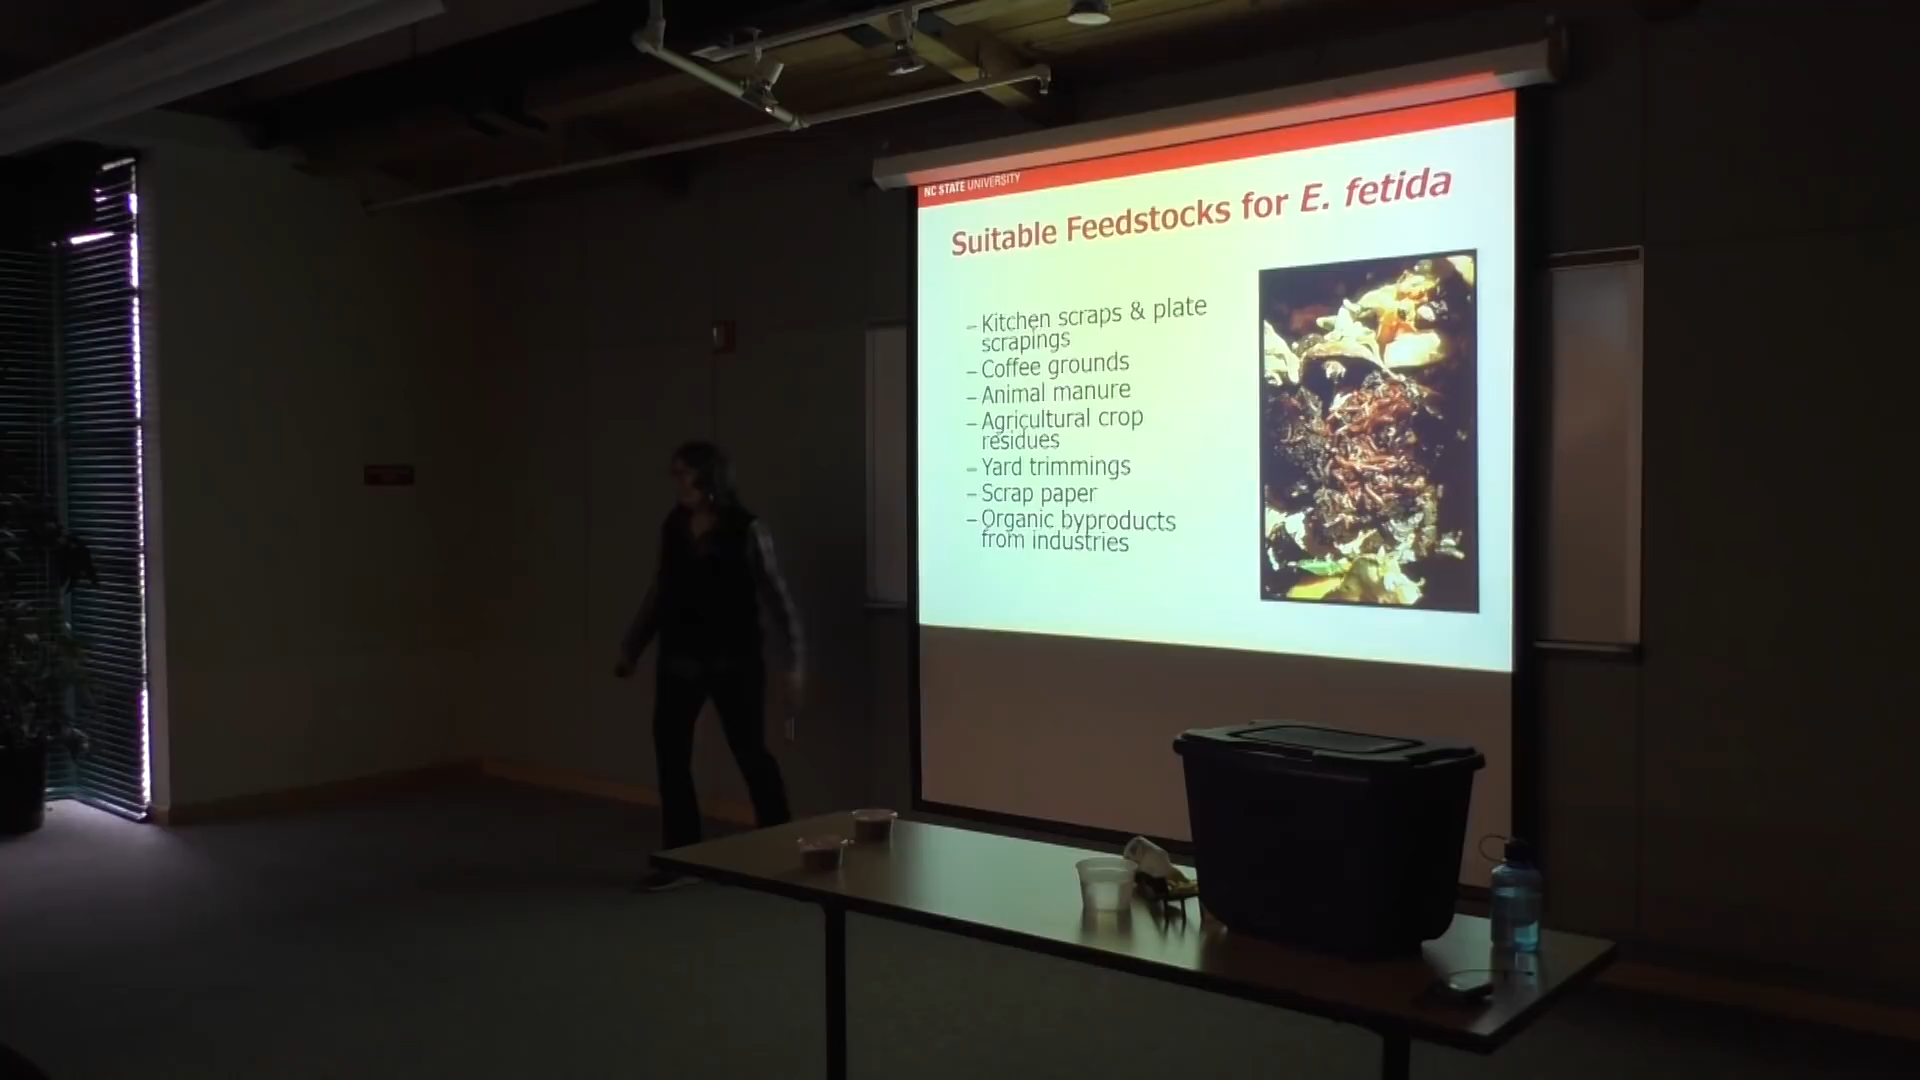 NC STATE UNIVERSITY
Suitable Feedstocks for E. fetida
– Kitchen scraps & plate
scrapings
– Coffee grounds
– Animal manure
– Agricultural crop
residues
– Yard trimmings
– Scrap paper
– Organic byproducts
from industries